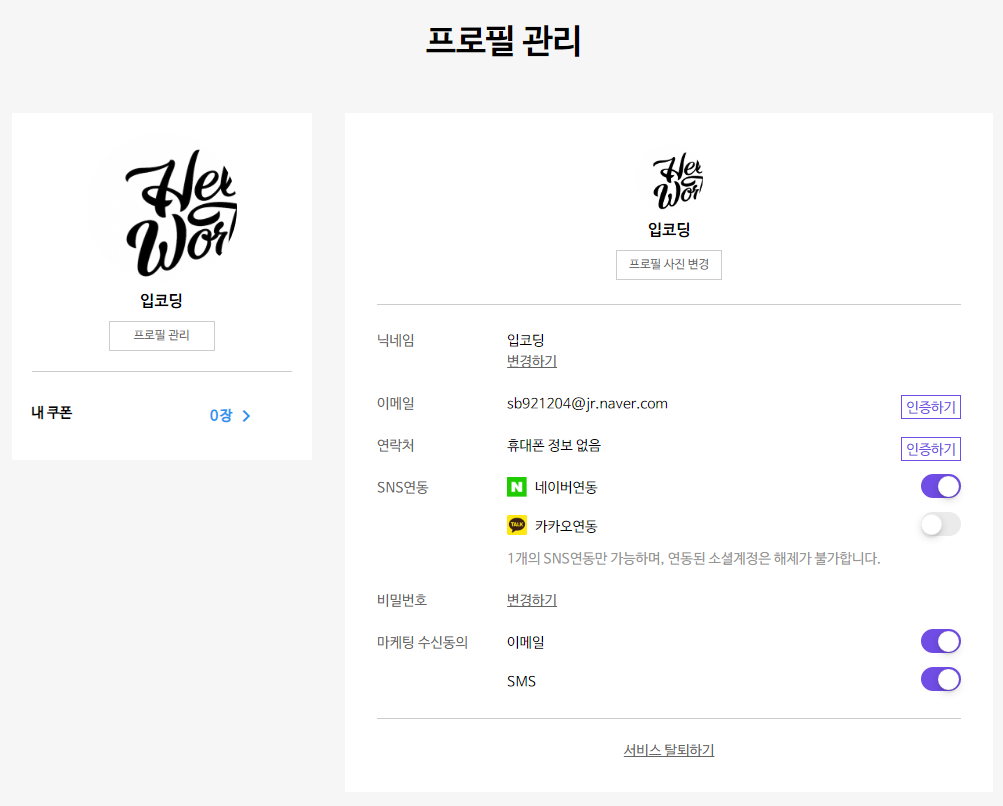 프로필 관리
Her
Wor
입코딩
프로필 관리
내 쿠폰 0장
Her
Wor
입코딩
프로필 사진 변경
닉네임 입코딩
변경하기
이메일 sb921204@jr.naver.com 인증하기
연락처 휴대폰 정보 없음 인증하기
SNS연동 N 네이버연동
TALK 카카오연동
1개의 SNS연동만 가능하며, 연동된 소셜계정은 해제가 불가합니다.
비밀번호 변경하기
마케팅 수신동의 이메일
SMS
서비스 탈퇴하기